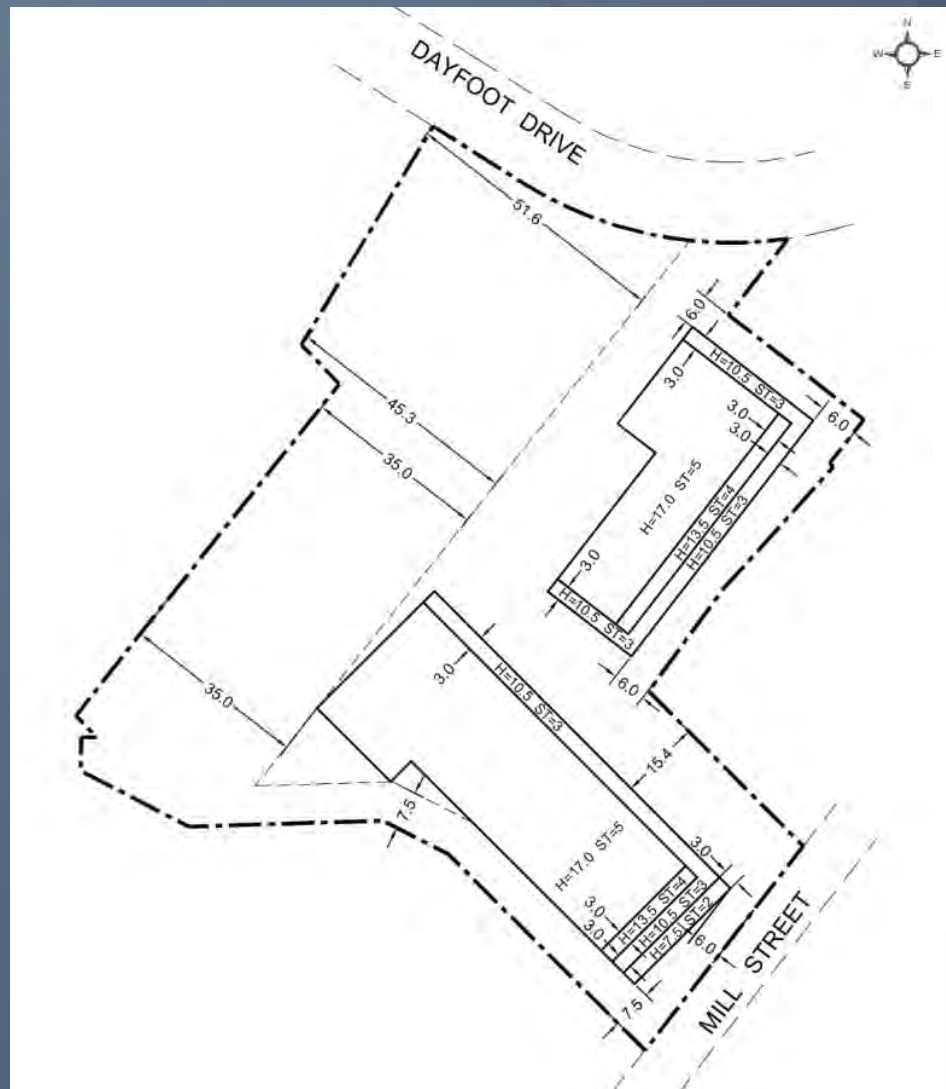 N
W E
S
DAYFOOT DRIVE
51.6
6.0
H=10.5 ST=3
3.0
3.0
3.0
6.0
45.3
35.0
H=17.0 ST=5
H=13.5 ST=4
H=10.5 ST=3
3.0
H=10.5 ST=3
6.0
3.0
H=10.5 ST=3
35.0
15.4
7.5
H=17.0 ST=5
3.0
3.0
3.0
H=13.5 ST=4
H=10.5 ST=3
H=7.5 ST=2
6.0
7.5
MILL STREET